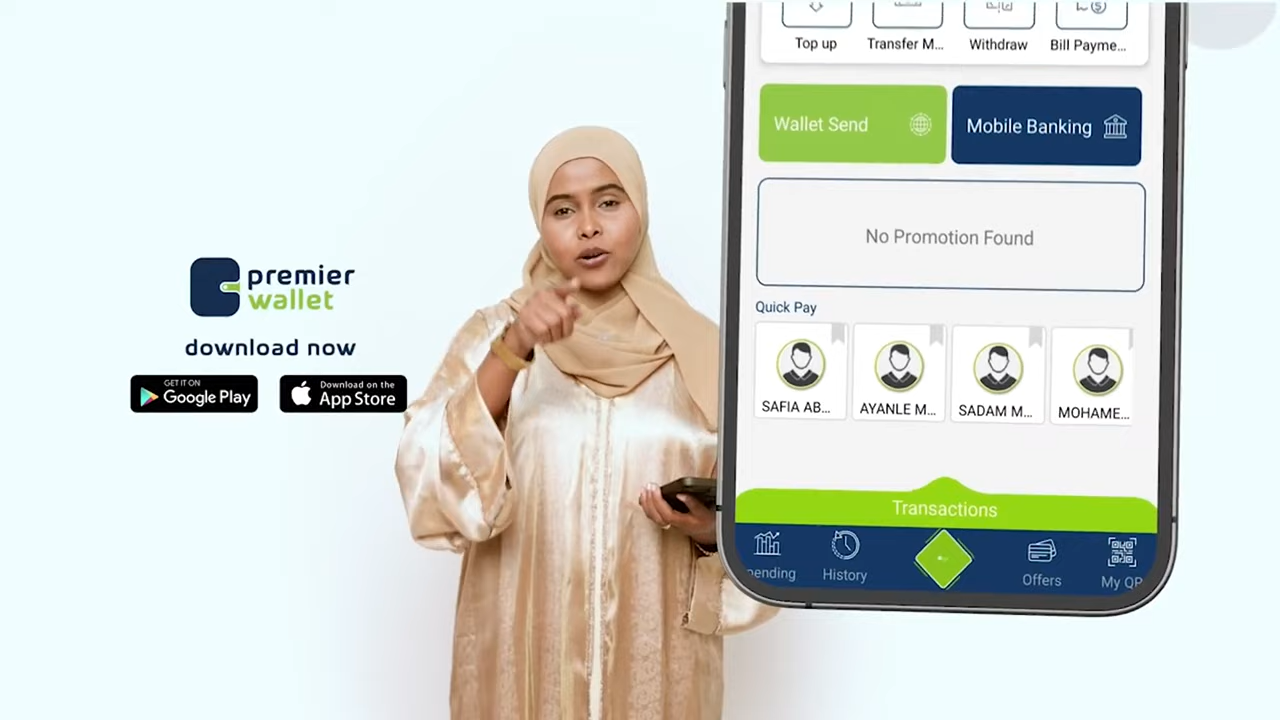 premier
wallet
download now
GET IT ON
Google Play
Download on the
App Store
Top up
Transfer M...
Withdraw
Bill Payme...
Wallet Send
Mobile Banking
No Promotion Found
Quick Pay
SAFIA AB...
AYANLE M...
SADAM M...
MOHAME...
Transactions
ending
History
Offers
My QR